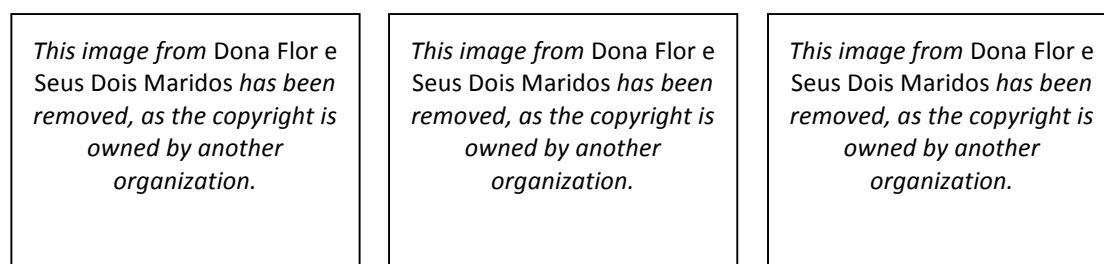 This image from Dona Flor e
Seus Dois Maridos has been
removed, as the copyright is
owned by another
organization.
This image from Dona Flor e
Seus Dois Maridos has been
removed, as the copyright is
owned by another
organization.
This image from Dona Flor e
Seus Dois Maridos has been
removed, as the copyright is
owned by another
organization.